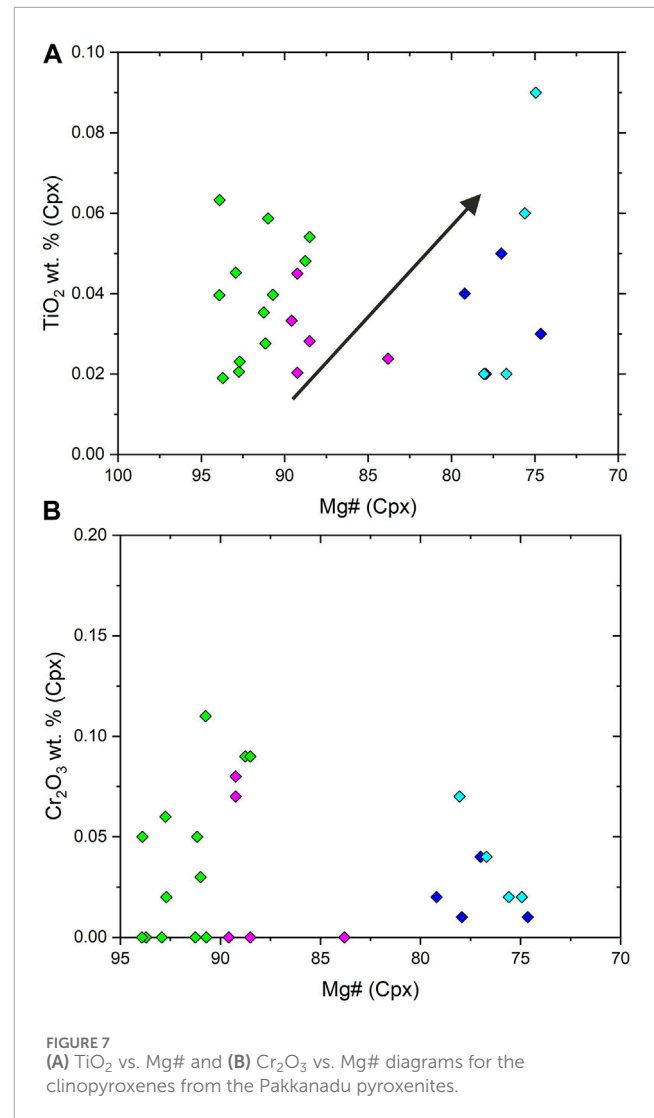 A
0.10
0.08
0.06
0.04
0.02
0.00
TiO₂ wt. % (Cpx)
100 95 90 85 80 75 70
Mg# (Cpx)
B
0.20
0.15
0.10
0.05
0.00
Cr₂O₃ wt. % (Cpx)
95 90 85 80 75 70
Mg# (Cpx)
FIGURE 7
(A) TiO₂ vs. Mg# and (B) Cr₂O₃ vs. Mg# diagrams for the
clinopyroxenes from the Pakkanadu pyroxenites.